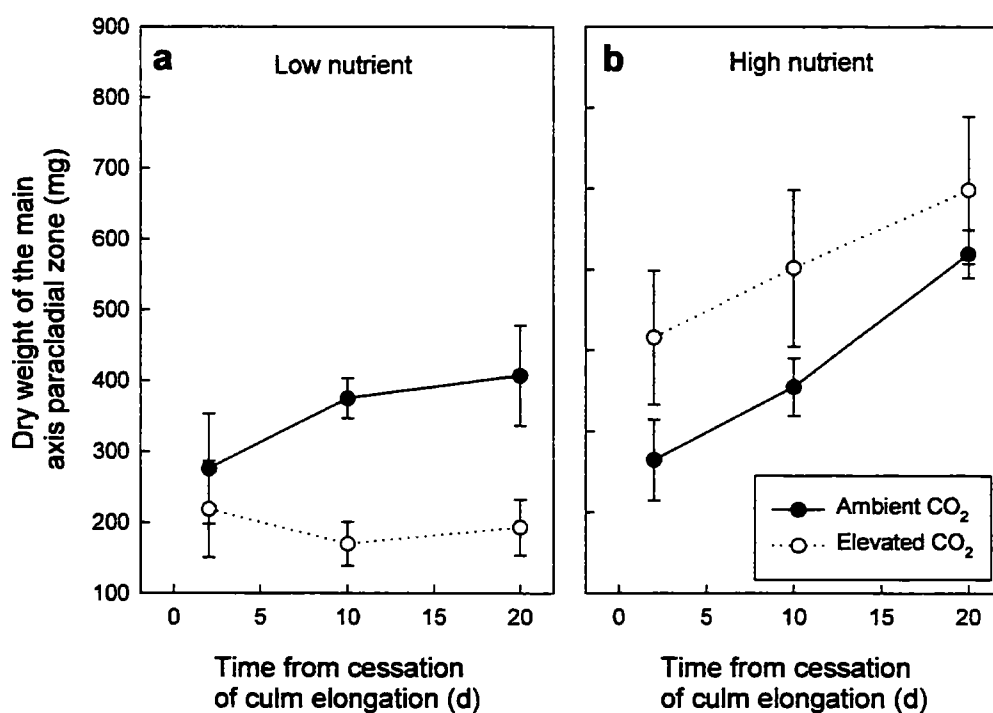 Dry weight of the main
axis paracladial zone (mg)
900
800
700
600
500
400
300
200
100
a
Low nutrient
0
5
10
15
20
Time from cessation
of culm elongation (d)
b
High nutrient
Ambient CO₂
Elevated CO₂
0
5
10
15
20
Time from cessation
of culm elongation (d)